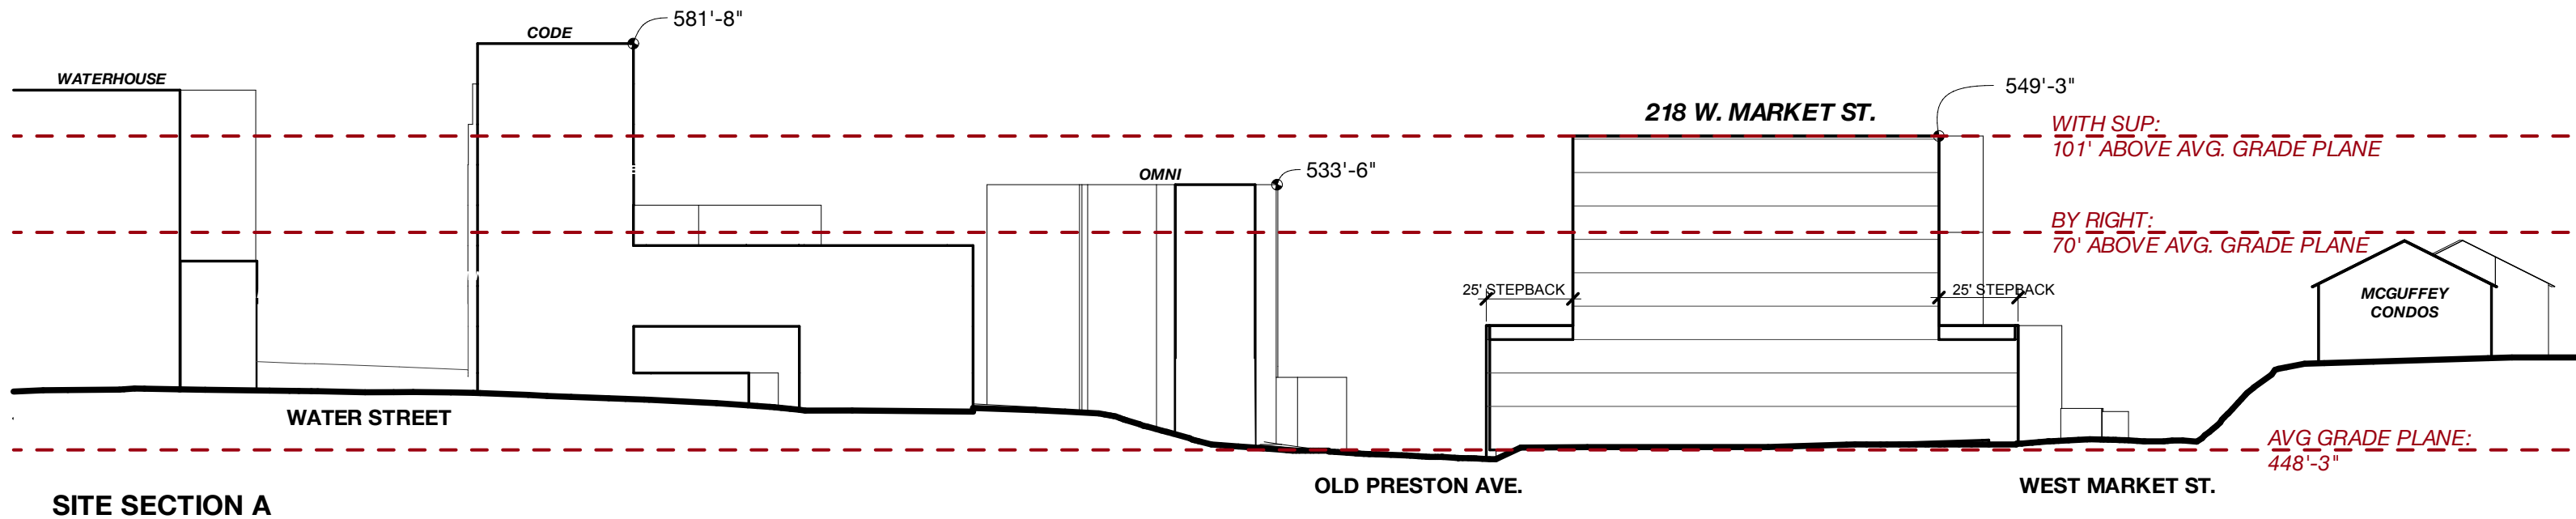 581'-8"
CODE
WATERHOUSE
549'-3"
218 W. MARKET ST.
WITH SUP:
101' ABOVE AVG. GRADE PLANE
OMNI
533'-6"
BY RIGHT:
70' ABOVE AVG. GRADE PLANE
25' STEPBACK
25' STEPBACK
MCGUFFEY
CONDOS
WATER STREET
AVG GRADE PLANE:
448'-3"
OLD PRESTON AVE.
WEST MARKET ST.
SITE SECTION A